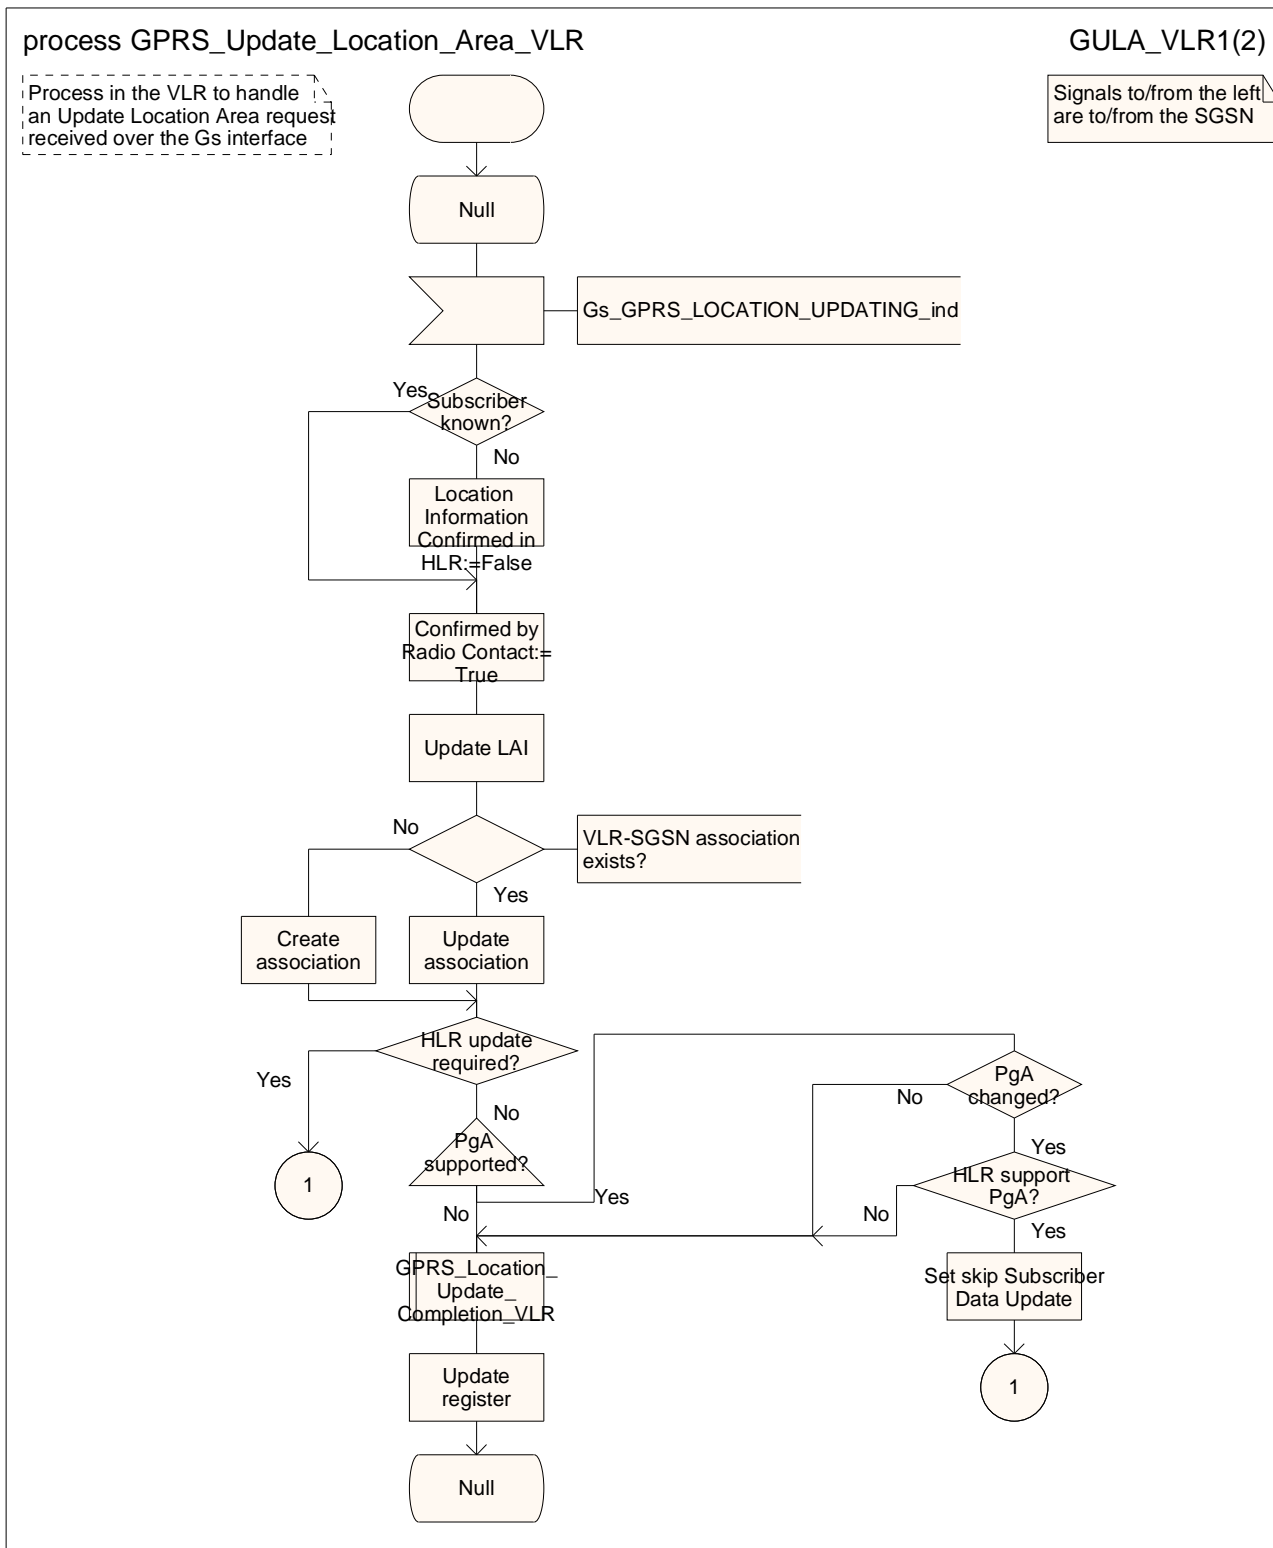 process GPRS_Update_Location_Area_VLR
GULA_VLR1(2)
Process in the VLR to handle
an Update Location Area request
received over the Gs interface
Signals to/from the left
are to/from the SGSN
Null
Gs_GPRS_LOCATION_UPDATING_ind
Yes
Subscriber
known?
No
Location
Information
Confirmed in
HLR:=False
Confirmed by
Radio Contact:=
True
Update LAI
No
VLR-SGSN association
exists?
Yes
Create
association
Update
association
HLR update
required?
Yes
No
PgA
changed?
No
Yes
PgA
supported?
1
HLR support
PgA?
Yes
No
No
Yes
GPRS_Location_
Update_
Completion_VLR
Set skip Subscriber
Data Update
Update
register
1
Null